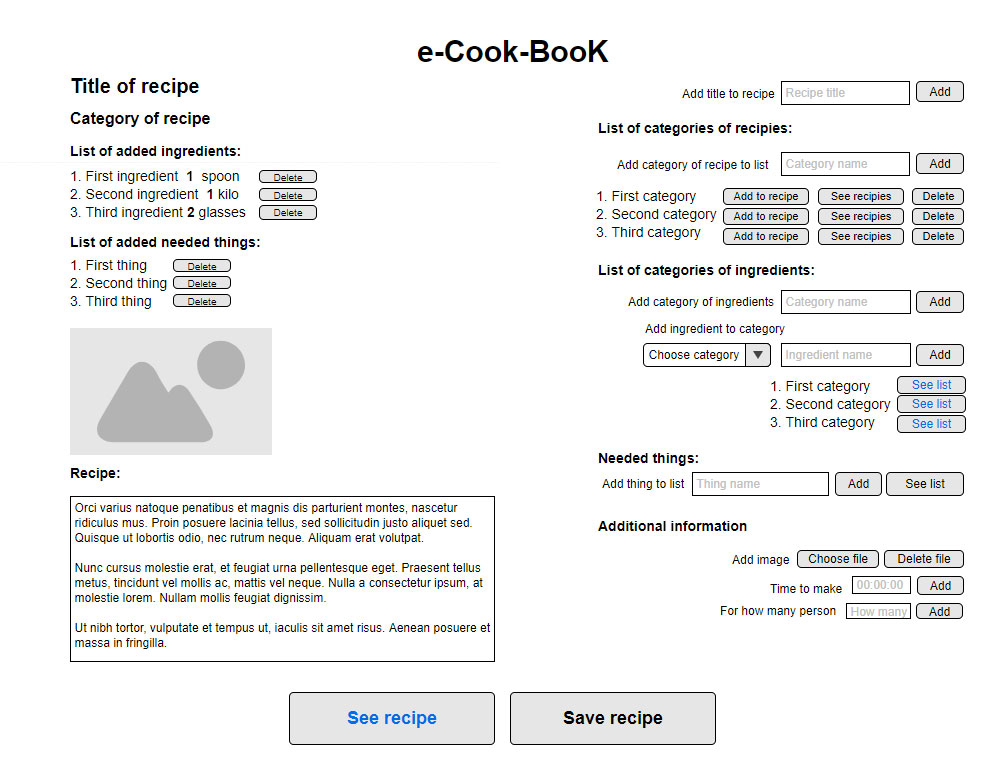 e-Cook-BooK
Title of recipe
Category of recipe
List of added ingredients:
1. First ingredient 1 spoon Delete
2. Second ingredient 1 kilo Delete
3. Third ingredient 2 glasses Delete
List of added needed things:
1. First thing Delete
2. Second thing Delete
3. Third thing Delete
Recipe:
Orci varius natoque penatibus et magnis dis parturient montes, nascetur
ridiculus mus. Proin posuere lacinia tellus, sed sollicitudin justo aliquet sed.
Quisque ut lobortis odio, nec rutrum neque. Aliquam erat volutpat.
Nunc cursus molestie erat, et feugiat urna pellentesque eget. Praesent tellus
metus, tincidunt vel mollis ac, mattis vel neque. Nulla a consectetur ipsum, at
molestie lorem. Nullam mollis feugiat dignissim.
Ut nibh tortor, vulputate et tempus ut, iaculis sit amet risus. Aenean posuere et
massa in fringilla.
Add title to recipe Recipe title Add
List of categories of recipies:
Add category of recipe to list Category name Add
1. First category Add to recipe See recipies Delete
2. Second category Add to recipe See recipies Delete
3. Third category Add to recipe See recipies Delete
List of categories of ingredients:
Add category of ingredients Category name Add
Add ingredient to category
Choose category Ingredient name Add
1. First category See list
2. Second category See list
3. Third category See list
Needed things:
Add thing to list Thing name Add See list
Additional information
Add image Choose file Delete file
Time to make 00:00:00 Add
For how many person How many Add
See recipe Save recipe